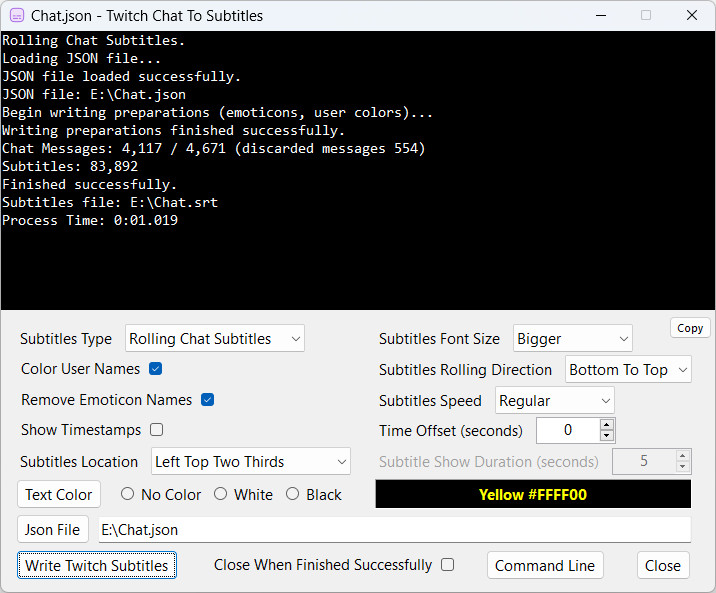 Chat.json - Twitch Chat To Subtitles
Rolling Chat Subtitles.
Loading JSON file...
JSON file loaded successfully.
JSON file: E:\Chat.json
Begin writing preparations (emoticons, user colors)...
Writing preparations finished successfully.
Chat Messages: 4,117 / 4,671 (discarded messages 554)
Subtitles: 83,892
Finished successfully.
Subtitles file: E:\Chat.srt
Process Time: 0:01.019
Copy
Subtitles Type Rolling Chat Subtitles Subtitles Font Size Bigger
Color User Names Subtitles Rolling Direction Bottom To Top
Remove Emoticon Names Subtitles Speed Regular
Show Timestamps Time Offset (seconds) 0
Subtitles Location Left Top Two Thirds Subtitle Show Duration (seconds) 5
Text Color No Color White Black Yellow #FFFF00
Json File E:\Chat.json
Write Twitch Subtitles Close When Finished Successfully Command Line Close